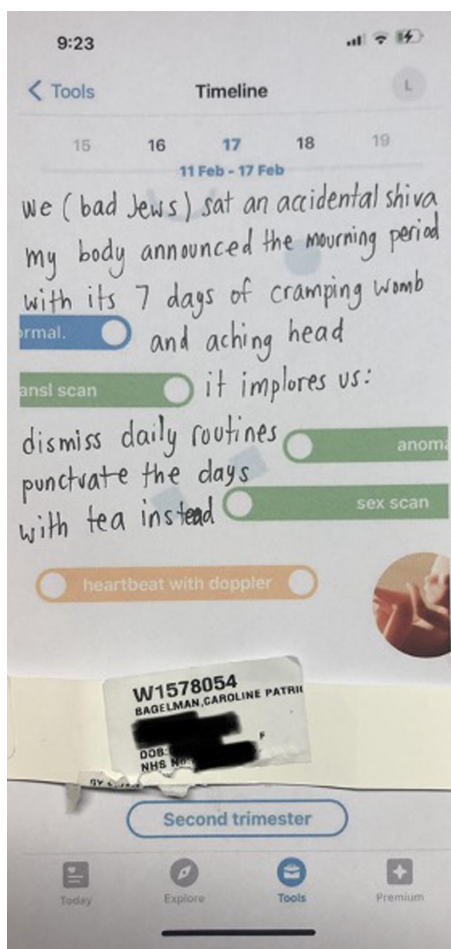 9:23
Tools
Timeline
L
15 16 17 18 19
11 Feb - 17 Feb
we (bad Jews) sat an accidental shiva
my body announced the mourning period
with its 7 days of cramping womb
rmal. and aching head
ansl scan it implores us:
dismiss daily routines
anoma
punctuate the days
sex scan
with tea instead
heartbeat with doppler
W1578054
BAGELMAN, CAROLINE PATRI
DOB: F
NHS No:
Second trimester
Today Explore Tools Premium